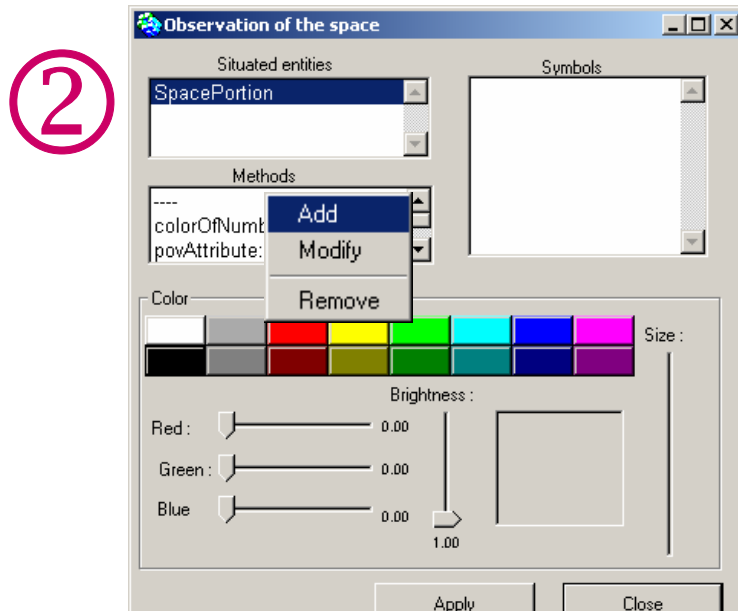 ②
Observation of the space
Situated entities
Symbols
SpacePortion
Methods
----
colorOfNumb
povAttribute:
Add
Modify
Remove
Color
Size :
Brightness :
Red :
0.00
Green :
0.00
Blue
0.00
1.00
Apply
Close